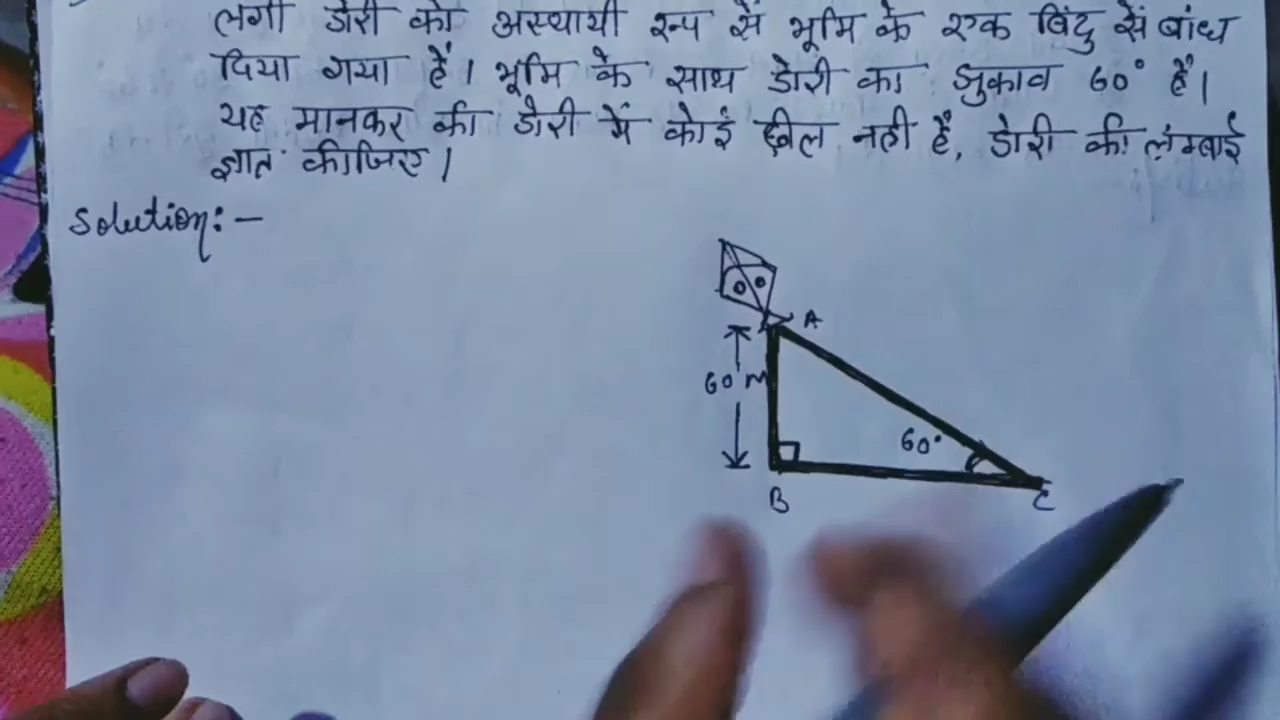 लगी डोरी को अस्थायी रूप सें भूमि के एक बिंदु सें बांध
दिया गया हैं। भूमि के साथ डोरी का झुकाव 60° हैं।
यह मानकर की डोरी में कोई ढील नही हैं, डोरी की लंम्बाई
ज्ञात कीजिए।
Solution:-
A
60 m
60°
B
C